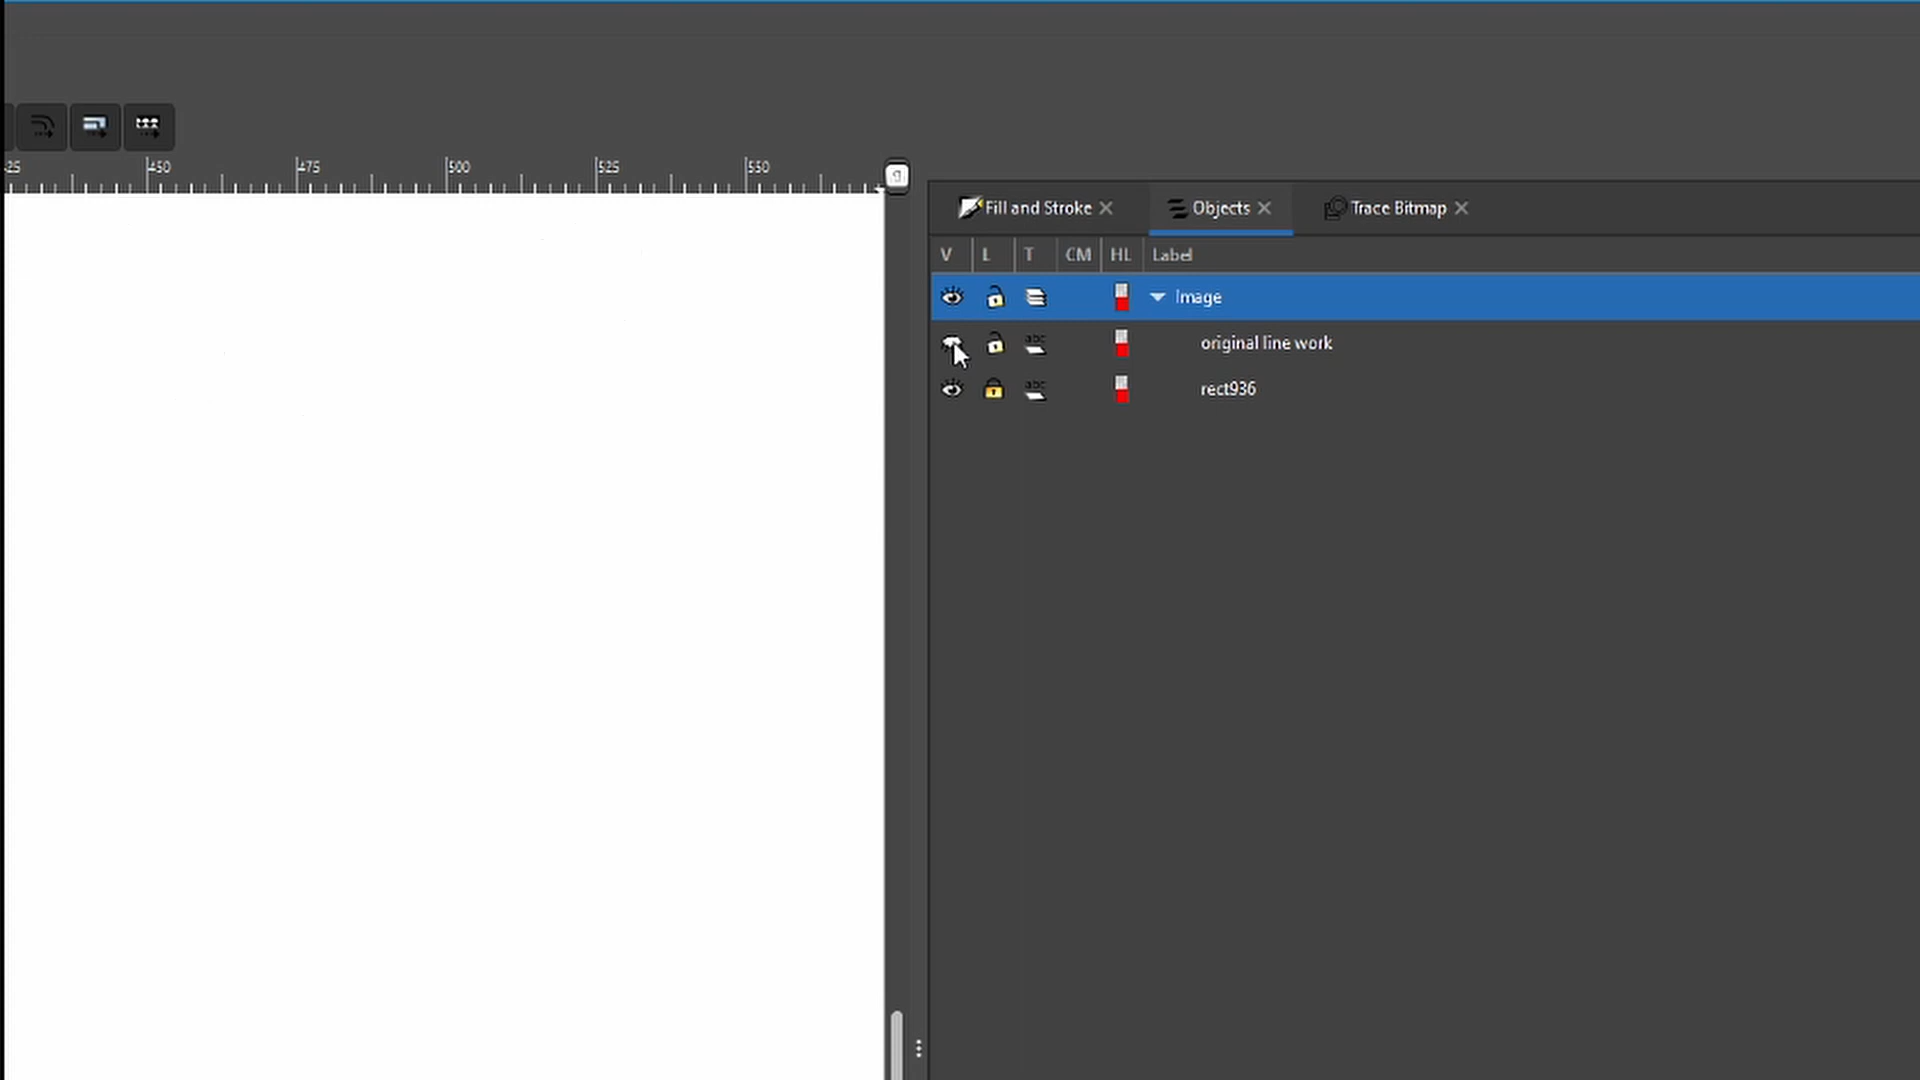 450 475 500 525 550
Fill and Stroke Objects Trace Bitmap
V L T CM HL Label
Image
original line work
abc rect936